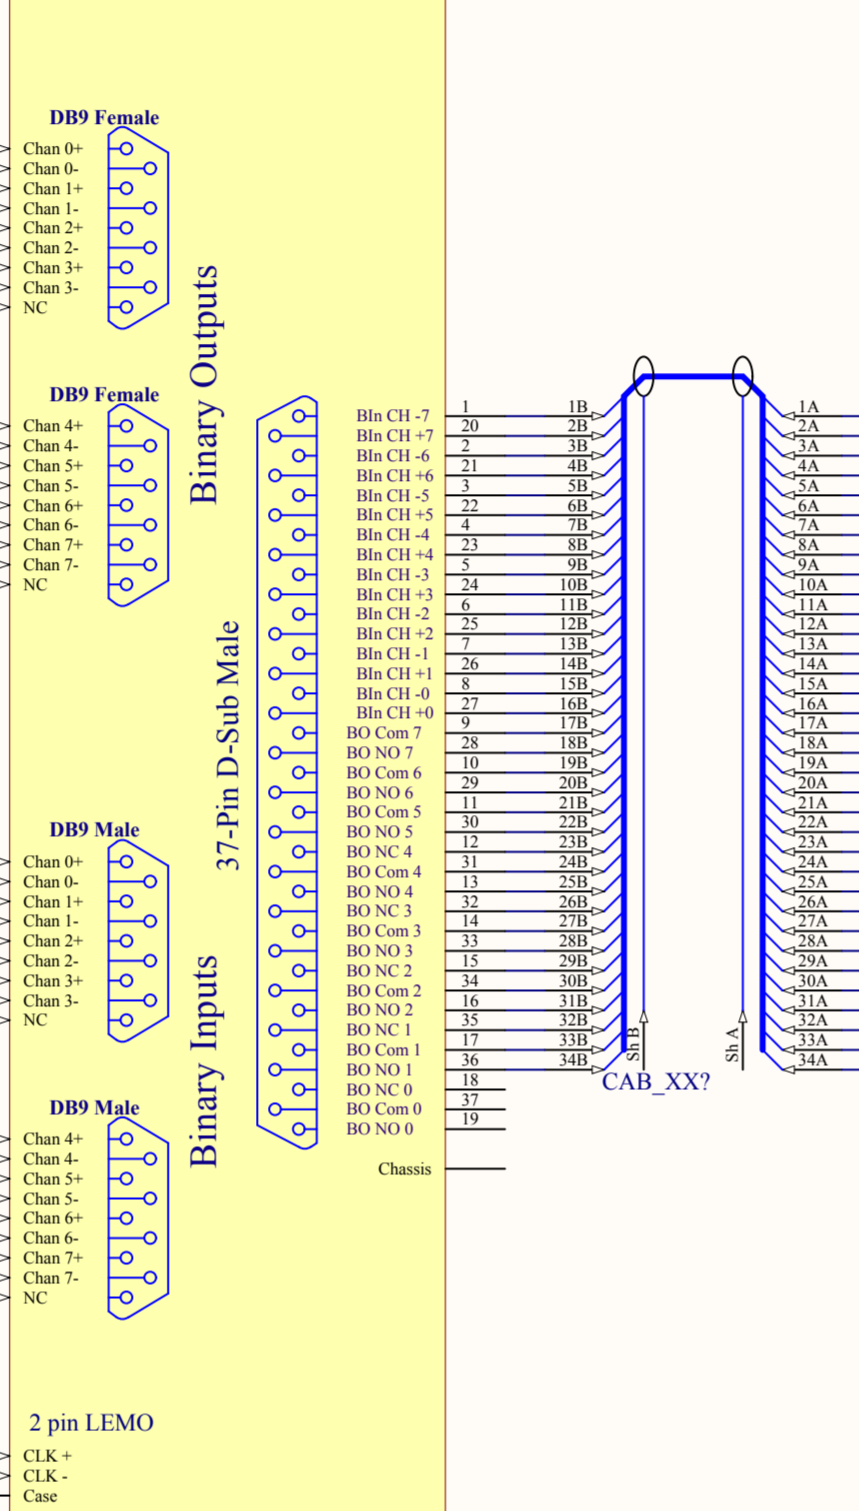 DB9 Female
Chan 0+
Chan 0-
Chan 1+
Chan 1-
Chan 2+
Chan 2-
Chan 3+
Chan 3-
NC
DB9 Female
Chan 4+
Chan 4-
Chan 5+
Chan 5-
Chan 6+
Chan 6-
Chan 7+
Chan 7-
NC
Binary Outputs
DB9 Male
Chan 0+
Chan 0-
Chan 1+
Chan 1-
Chan 2+
Chan 2-
Chan 3+
Chan 3-
NC
DB9 Male
Chan 4+
Chan 4-
Chan 5+
Chan 5-
Chan 6+
Chan 6-
Chan 7+
Chan 7-
NC
Binary Inputs
2 pin LEMO
CLK +
CLK -
Case
37-Pin D-Sub Male
BIn CH -7 1 1B 1A
BIn CH +7 20 2B 2A
BIn CH -6 2 3B 3A
BIn CH +6 21 4B 4A
BIn CH -5 3 5B 5A
BIn CH +5 22 6B 6A
BIn CH -4 4 7B 7A
BIn CH +4 23 8B 8A
BIn CH -3 5 9B 9A
BIn CH +3 24 10B 10A
BIn CH -2 6 11B 11A
BIn CH +2 25 12B 12A
BIn CH -1 7 13B 13A
BIn CH +1 26 14B 14A
BIn CH -0 8 15B 15A
BIn CH +0 27 16B 16A
BO Com 7 9 17B 17A
BO NO 7 28 18B 18A
BO Com 6 10 19B 19A
BO NO 6 29 20B 20A
BO Com 5 11 21B 21A
BO NO 5 30 22B 22A
BO NC 4 12 23B 23A
BO Com 4 31 24B 24A
BO NO 4 13 25B 25A
BO NC 3 32 26B 26A
BO Com 3 14 27B 27A
BO NO 3 33 28B 28A
BO NC 2 15 29B 29A
BO Com 2 34 30B 30A
BO NO 2 16 31B 31A
BO NC 1 35 32B 32A
BO Com 1 17 33B 33A
BO NO 1 36 34B 34A
BO NC 0 18
BO Com 0 37
BO NO 0 19
Chassis
Sh B
Sh A
CAB_XX?